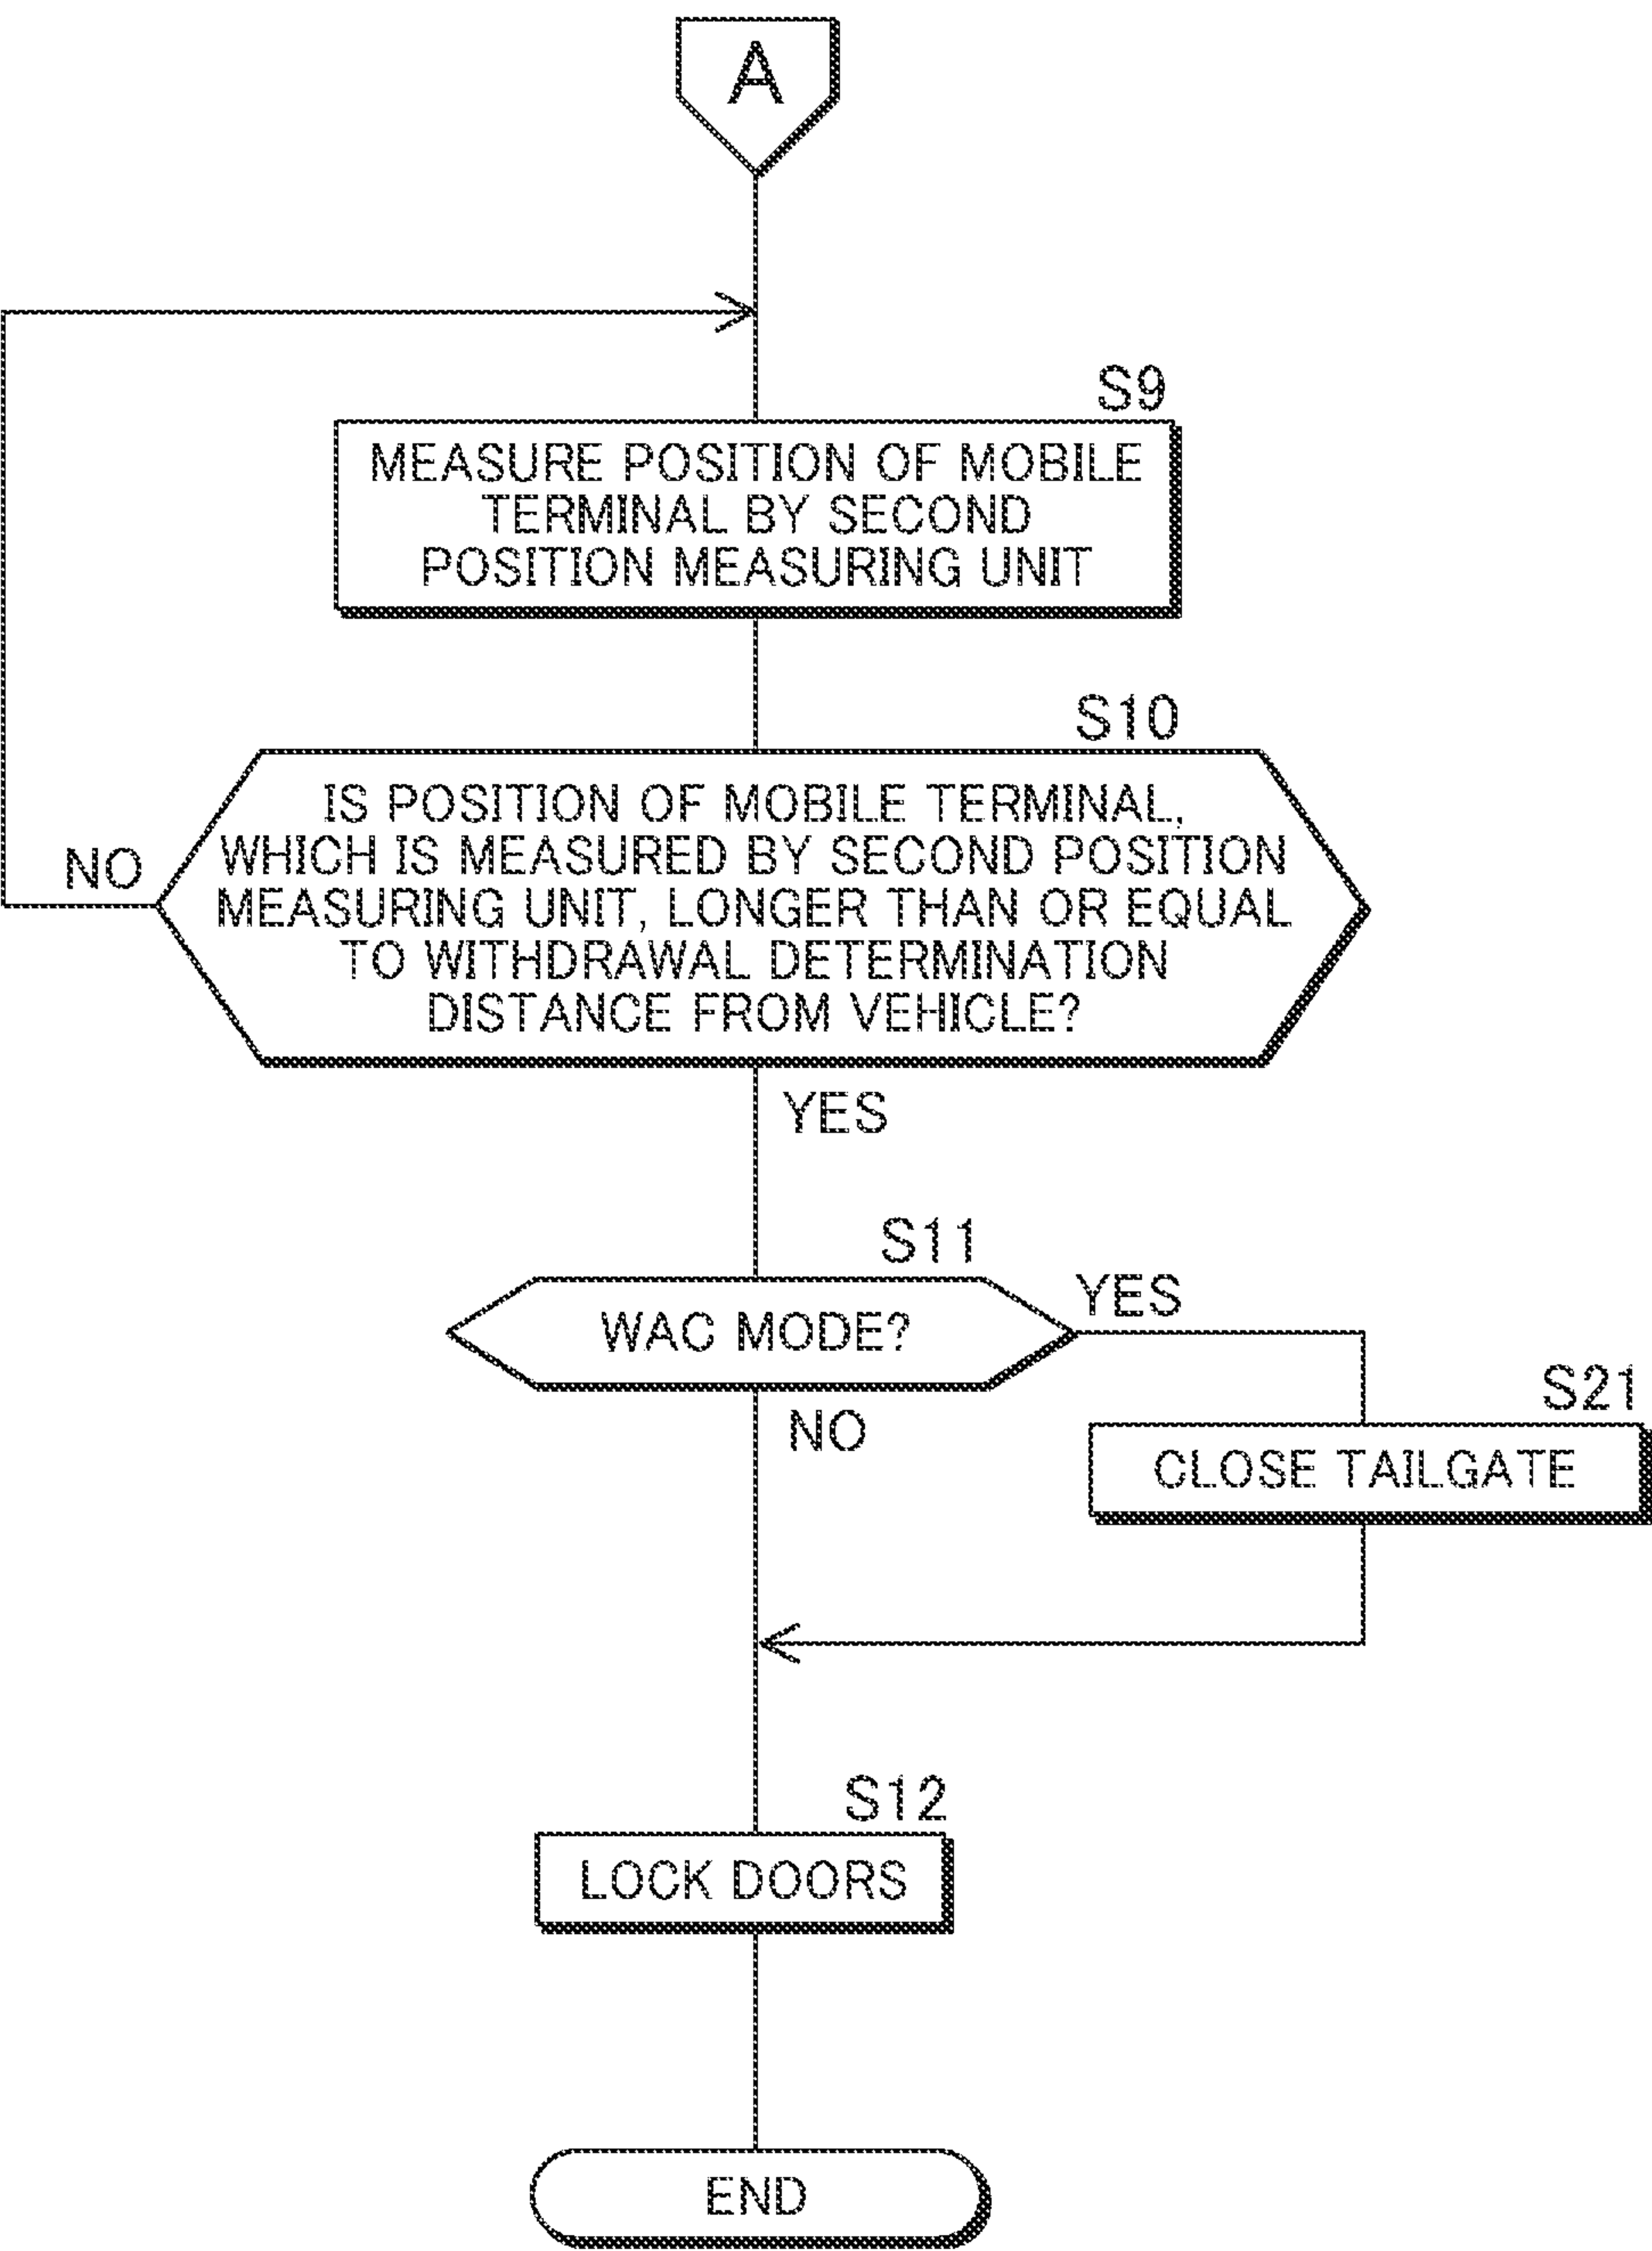 A
S9
MEASURE POSITION OF MOBILE
TERMINAL BY SECOND
POSITION MEASURING UNIT
S10
IS POSITION OF MOBILE TERMINAL,
WHICH IS MEASURED BY SECOND POSITION
MEASURING UNIT, LONGER THAN OR EQUAL
TO WITHDRAWAL DETERMINATION
DISTANCE FROM VEHICLE?
NO
YES
S11
WAC MODE?
YES
NO
S21
CLOSE TAILGATE
S12
LOCK DOORS
END